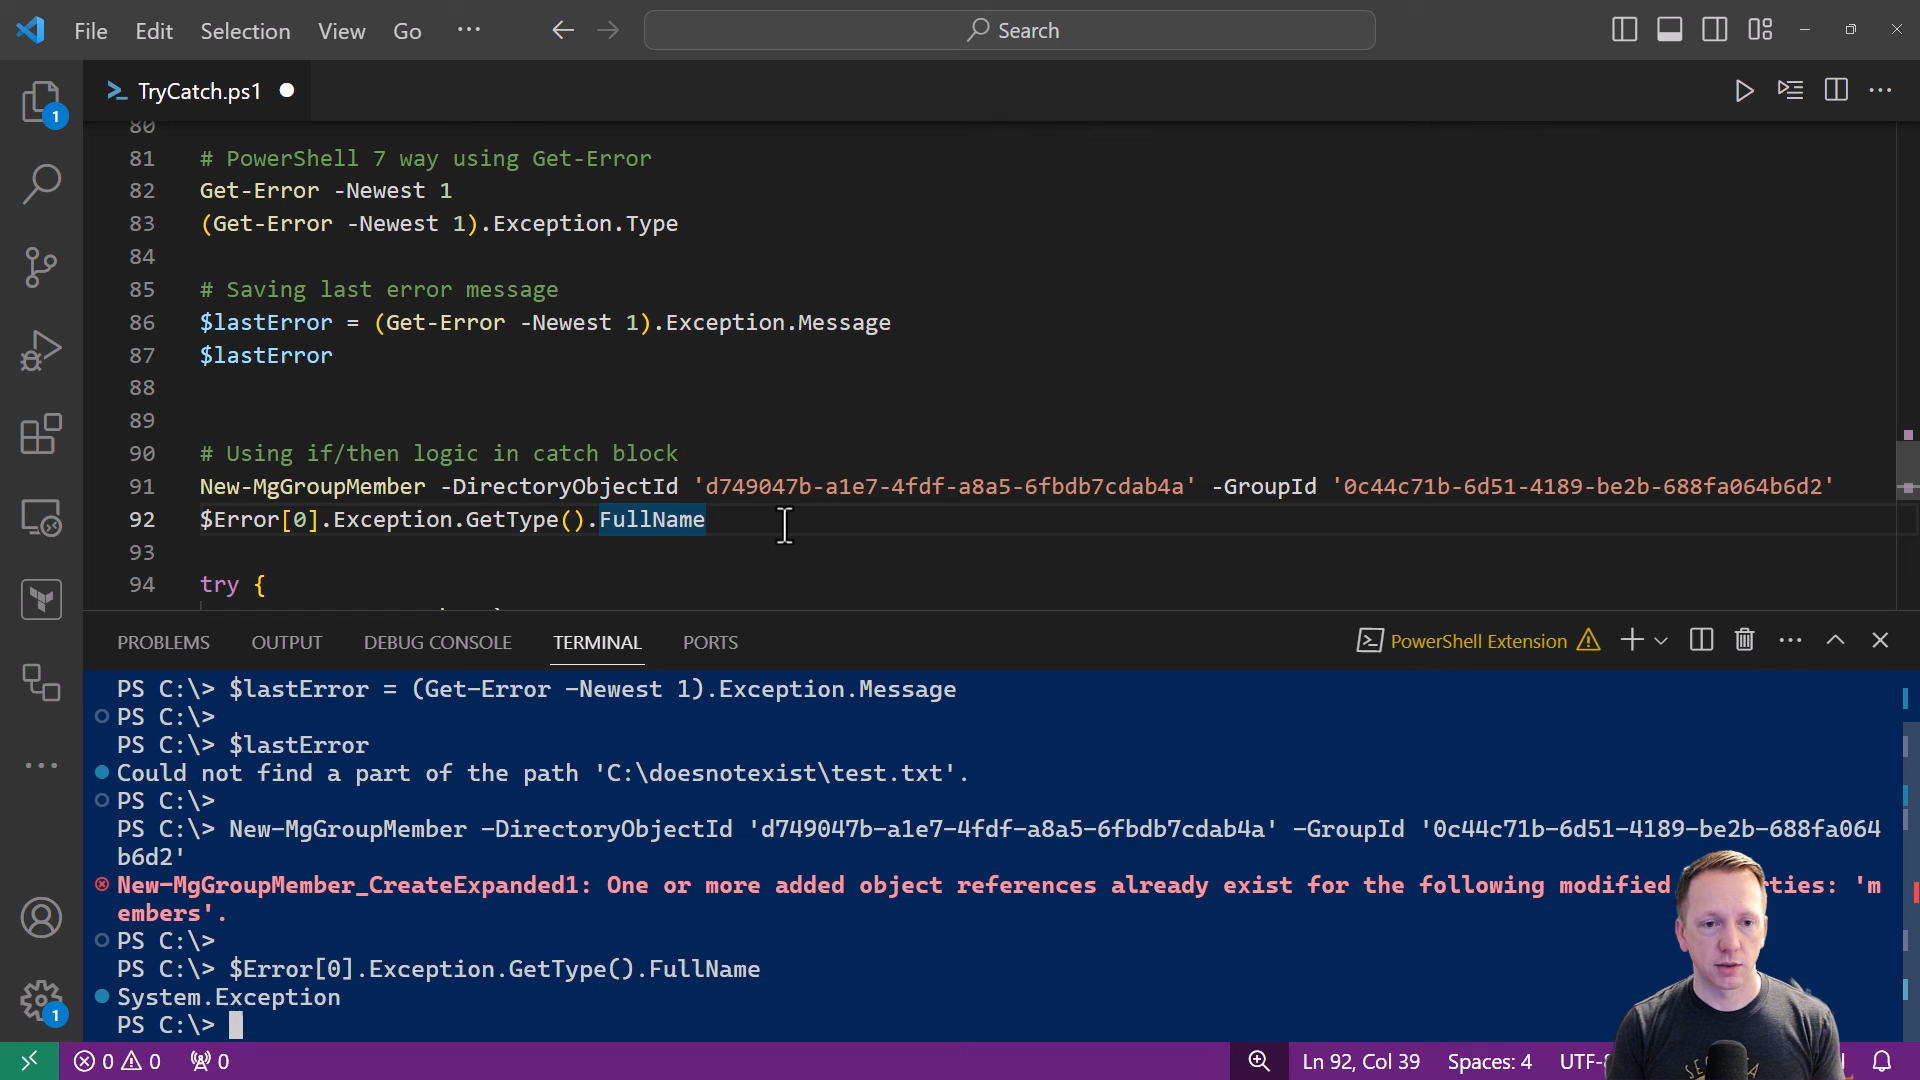 File Edit Selection View Go ··· Search
TryCatch.ps1
1
80
81 # PowerShell 7 way using Get-Error
82 Get-Error -Newest 1
83 (Get-Error -Newest 1).Exception.Type
84
85 # Saving last error message
86 $lastError = (Get-Error -Newest 1).Exception.Message
87 $lastError
88
89
90 # Using if/then logic in catch block
91 New-MgGroupMember -DirectoryObjectId 'd749047b-a1e7-4fdf-a8a5-6fbdb7cdab4a' -GroupId '0c44c71b-6d51-4189-be2b-688fa064b6d2'
92 $Error[0].Exception.GetType().FullName
93
94 try {
PROBLEMS OUTPUT DEBUG CONSOLE TERMINAL PORTS PowerShell Extension
PS C:\> $lastError = (Get-Error -Newest 1).Exception.Message
PS C:\>
PS C:\> $lastError
Could not find a part of the path 'C:\doesnotexist\test.txt'.
PS C:\>
PS C:\> New-MgGroupMember -DirectoryObjectId 'd749047b-a1e7-4fdf-a8a5-6fbdb7cdab4a' -GroupId '0c44c71b-6d51-4189-be2b-688fa064
b6d2'
New-MgGroupMember_CreateExpanded1: One or more added object references already exist for the following modified rties: 'm
embers'.
PS C:\>
PS C:\> $Error[0].Exception.GetType().FullName
System.Exception
PS C:\>
1
0 0 0 Ln 92, Col 39 Spaces: 4 UTF-